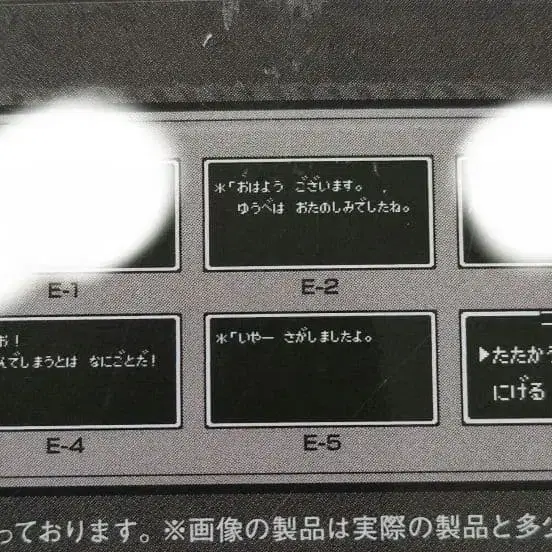 ＊「おはよう　ございます。
ゆうべは　おたのしみでしたね。
E-1
E-2
お！
んでしまうとは　なにごとだ！
＊「いやー　さがしましたよ。
▶たたかう
にげる
E-4
E-5
っております。※画像の製品は実際の製品と多少